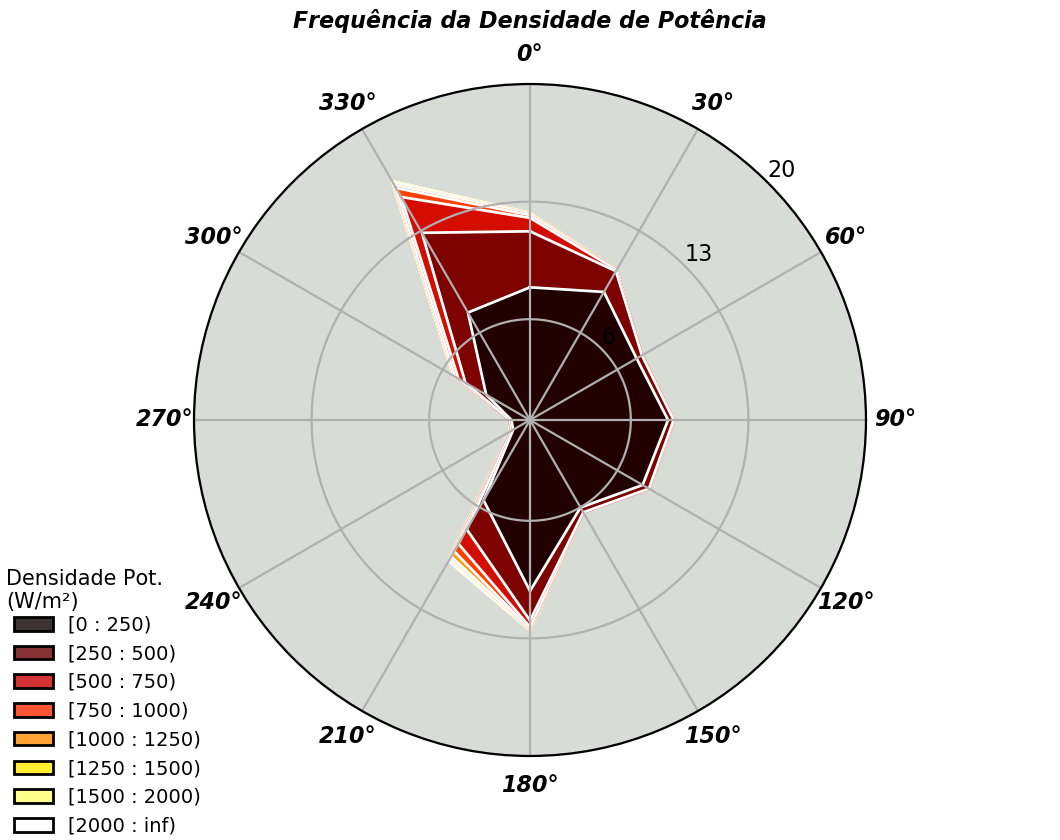 Frequência da Densidade de Potência
0°
330°
30°
20
300°
60°
13
6
270°
90°
240°
120°
210°
150°
180°
Densidade Pot.
(W/m²)
[0 : 250)
[250 : 500)
[500 : 750)
[750 : 1000)
[1000 : 1250)
[1250 : 1500)
[1500 : 2000)
[2000 : inf)